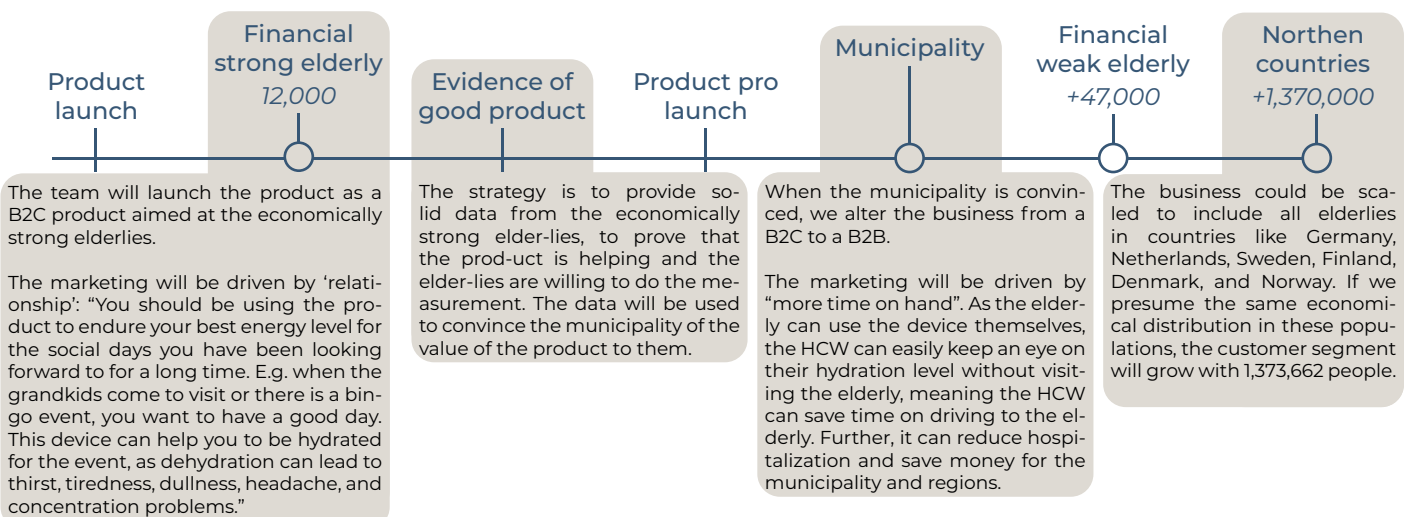 Product
launch
Financial
strong elderly
12,000
Evidence of
good product
Product pro
launch
Municipality
Financial
weak elderly
+47,000
Northen
countries
+1,370,000
The team will launch the product as a
B2C product aimed at the economically
strong elderlies.
The marketing will be driven by ‘relati-
onship’: “You should be using the pro-
duct to endure your best energy level for
the social days you have been looking
forward to for a long time. E.g. when the
grandkids come to visit or there is a bin-
go event, you want to have a good day.
This device can help you to be hydrated
for the event, as dehydration can lead to
thirst, tiredness, dullness, headache, and
concentration problems.”
The strategy is to provide so-
lid data from the economically
strong elder-lies, to prove that
the prod-uct is helping and the
elder-lies are willing to do the me-
asurement. The data will be used
to convince the municipality of the
value of the product to them.
When the municipality is convin-
ced, we alter the business from a
B2C to a B2B.
The marketing will be driven by
“more time on hand”. As the elder-
ly can use the device themselves,
the HCW can easily keep an eye on
their hydration level without visit-
ing the elderly, meaning the HCW
can save time on driving to the el-
derly. Further, it can reduce hospi-
talization and save money for the
municipality and regions.
The business could be sca-
led to include all elderlies
in countries like Germany,
Netherlands, Sweden, Finland,
Denmark, and Norway. If we
presume the same economi-
cal distribution in these popu-
lations, the customer segment
will grow with 1,373,662 people.